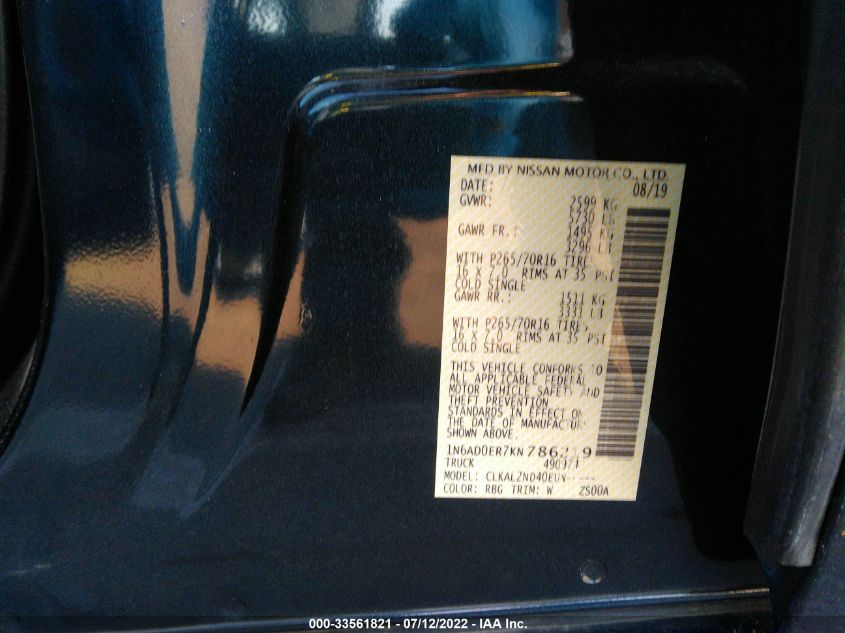 MFD BY NISSAN MOTOR CO., LTD.
DATE: 08/19
GVWR: 2599 KG
5730 LB
GAWR FR.: 1495 KG
3296 LB
WITH P265/70R16 TIRE,
16 X 7.0 RIMS AT 35 PSI
COLD SINGLE
GAWR RR.: 1511 KG
3331 LB
WITH P265/70R16 TIRE,
16 X 7.0 RIMS AT 35 PSI
COLD SINGLE
THIS VEHICLE CONFORMS TO
ALL APPLICABLE FEDERAL
MOTOR VEHICLE SAFETY AND
THEFT PREVENTION
STANDARDS IN EFFECT ON
THE DATE OF MANUFACTURE
SHOWN ABOVE.
TRUCK
MODEL:
COLOR: RBG TRIM: W ZS00A
000-33561821 - 07/12/2022 - IAA Inc.